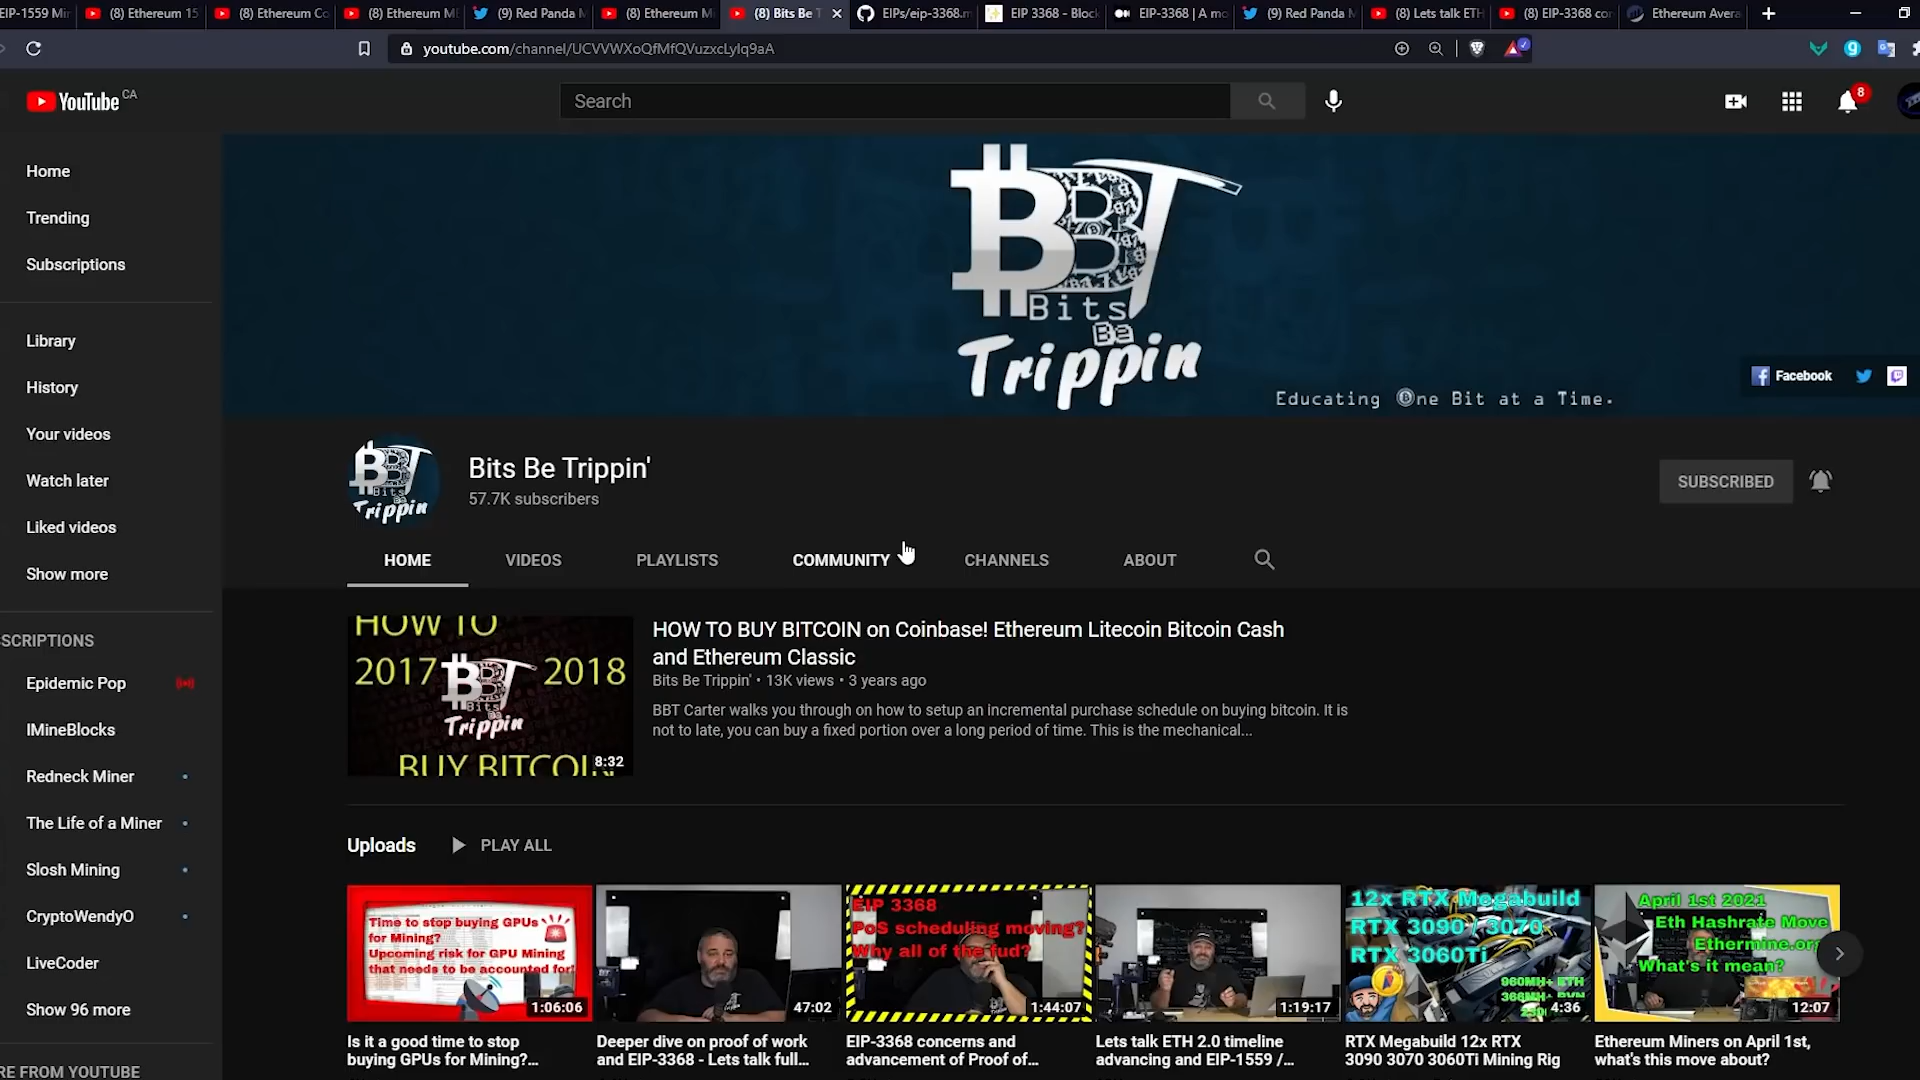 EIP-1559 Min
(8) Ethereum 15
(8) Ethereum Co
(8) Ethereum ME
(9) Red Panda M
(8) Ethereum Mi
(8) Bits Be T
EIPs/eip-3368.m
EIP 3368 - Block
EIP-3368 | A mo
(9) Red Panda M
(8) Lets talk ETH
(8) EIP-3368 con
Ethereum Avera
youtube.com/channel/UCVVWXoQfMfQVuzxcLyIq9aA
YouTube CA
Search
8
Home
Trending
Subscriptions
Library
History
Your videos
Watch later
Liked videos
Show more
SCRIPTIONS
Epidemic Pop
IMineBlocks
Redneck Miner
The Life of a Miner
Slosh Mining
CryptoWendyO
LiveCoder
Show 96 more
RE FROM YOUTUBE
Bits
Be
Trippin
Educating One Bit at a Time.
Facebook
Bits Be Trippin'
57.7K subscribers
SUBSCRIBED
HOME
VIDEOS
PLAYLISTS
COMMUNITY
CHANNELS
ABOUT
HOW TO
2017
2018
Bits
Be
Trippin
BUY BITCOIN
8:32
HOW TO BUY BITCOIN on Coinbase! Ethereum Litecoin Bitcoin Cash
and Ethereum Classic
Bits Be Trippin' • 13K views • 3 years ago
BBT Carter walks you through on how to setup an incremental purchase schedule on buying bitcoin. It is
not to late, you can buy a fixed portion over a long period of time. This is the mechanical...
Uploads
PLAY ALL
Time to stop buying GPUs
for Mining?
Upcoming risk for GPU Mining
that needs to be accounted for!
1:06:06
Is it a good time to stop
buying GPUs for Mining?...
47:02
Deeper dive on proof of work
and EIP-3368 - Lets talk full...
EIP 3368
PoS scheduling moving?
Why all of the fud?
1:44:07
EIP-3368 concerns and
advancement of Proof of...
1:19:17
Lets talk ETH 2.0 timeline
advancing and EIP-1559 /...
12x RTX Megabuild
RTX 3090 / 3070
RTX 3060Ti
960MH+ ETH
4:36
RTX Megabuild 12x RTX
3090 3070 3060Ti Mining Rig
April 1st 2021
Eth Hashrate Move
Ethermine.org
What's it mean?
12:07
Ethereum Miners on April 1st,
what's this move about?